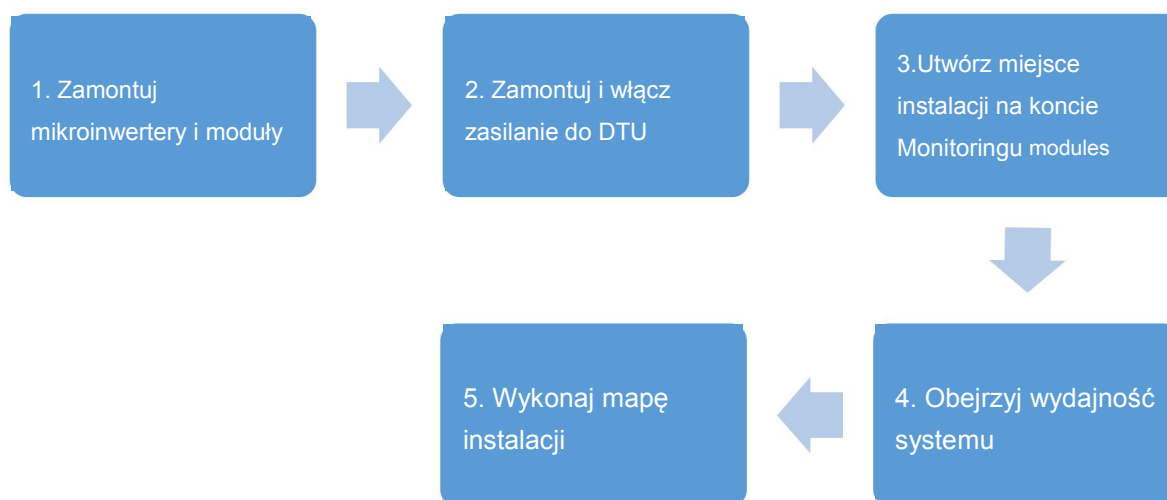 1. Zamontuj
mikroinwertery i moduły
2. Zamontuj i włącz
zasilanie do DTU
3.Utwórz miejsce
instalacji na koncie
Monitoringu modules
4. Obejrzyj wydajność
systemu
5. Wykonaj mapę
instalacji